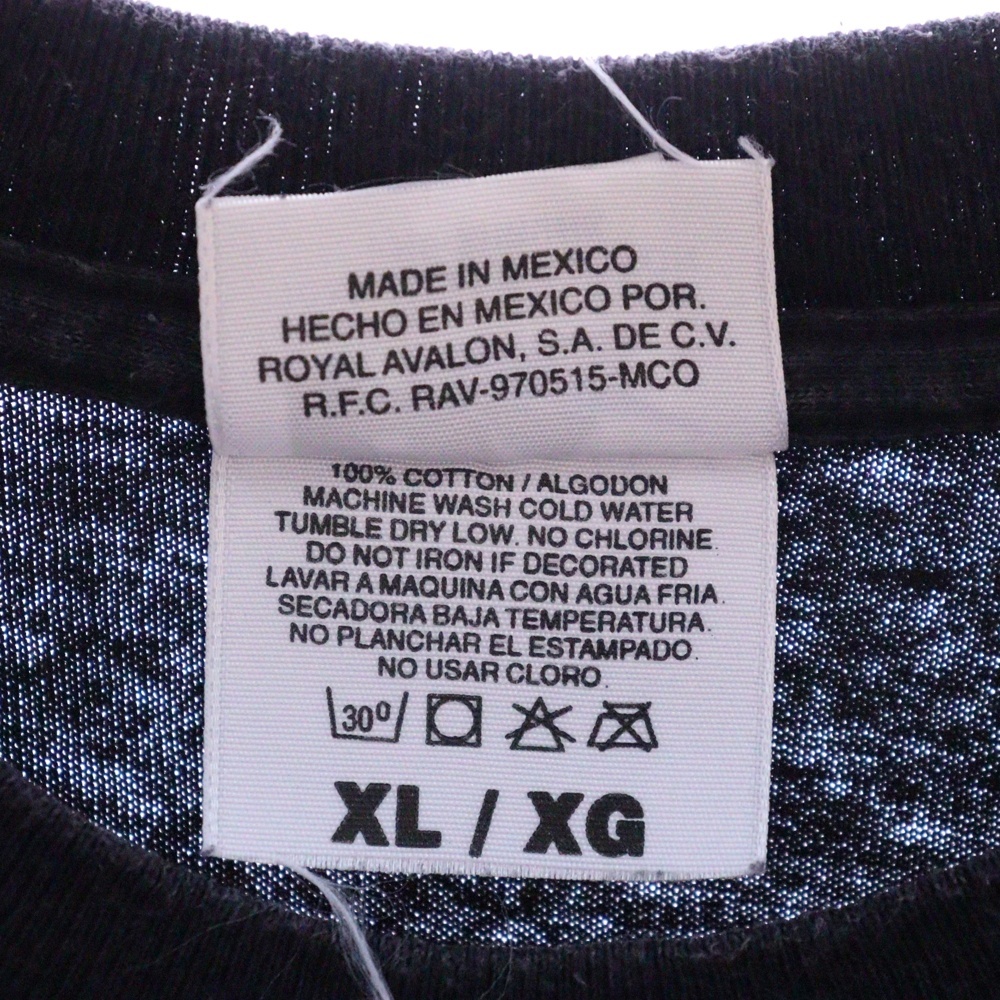 MADE IN MEXICO
HECHO EN MEXICO POR.
ROYAL AVALON, S.A. DE C.V.
R.F.C. RAV-970515-MCO
100% COTTON / ALGODON
MACHINE WASH COLD WATER
TUMBLE DRY LOW. NO CHLORINE.
DO NOT IRON IF DECORATED
LAVAR A MAQUINA CON AGUA FRIA.
SECADORA BAJA TEMPERATURA.
NO PLANCHAR EL ESTAMPADO.
NO USAR CLORO.
30º
XL / XG